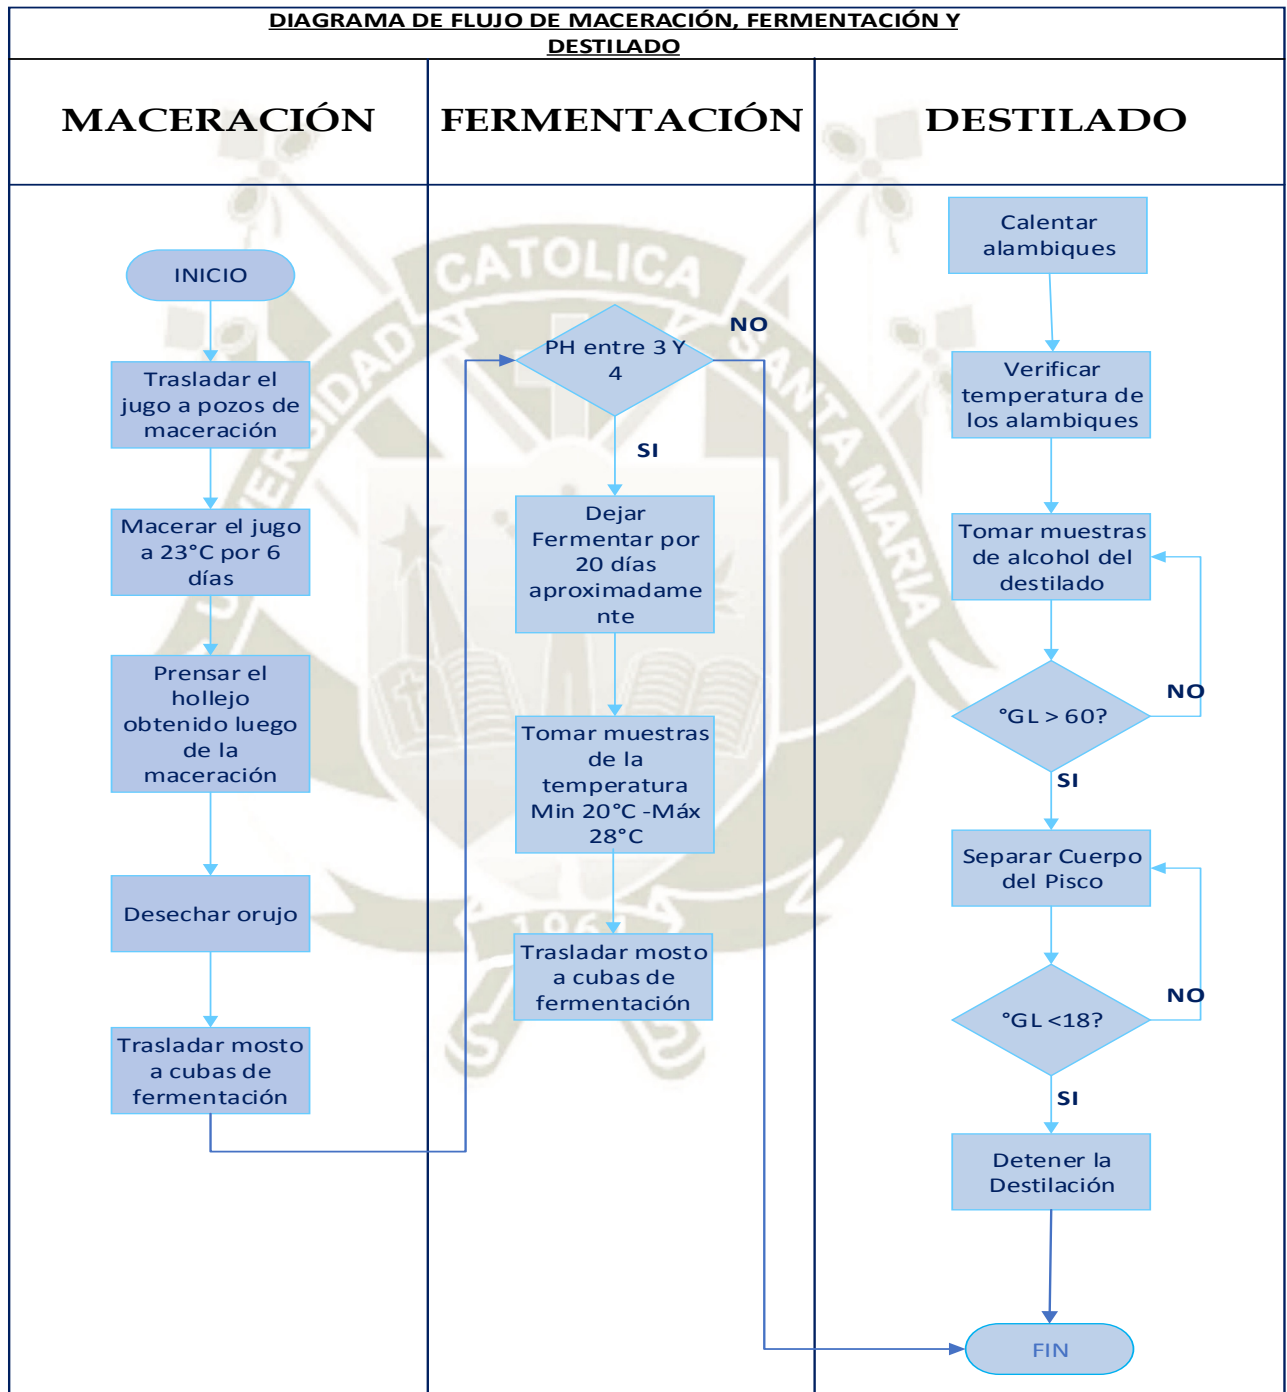 DIAGRAMA DE FLUJO DE MACERACIÓN, FERMENTACIÓN Y
DESTILADO
MACERACIÓN
FERMENTACIÓN
DESTILADO
INICIO
Trasladar el
jugo a pozos de
maceración
Macerar el jugo
a 23°C por 6
días
Prensar el
hollejo
obtenido luego
de la
maceración
Desechar orujo
Trasladar mosto
a cubas de
fermentación
PH entre 3 Y
4
NO
SI
Dejar
Fermentar por
20 días
aproximadame
nte
Tomar muestras
de la
temperatura
Min 20°C -Máx
28°C
Trasladar mosto
a cubas de
fermentación
Calentar
alambiques
Verificar
temperatura de
los alambiques
Tomar muestras
de alcohol del
destilado
°GL > 60?
NO
SI
Separar Cuerpo
del Pisco
°GL <18?
NO
SI
Detener la
Destilación
FIN
UNIVERSIDAD CATOLICA SANTA MARIA
1961